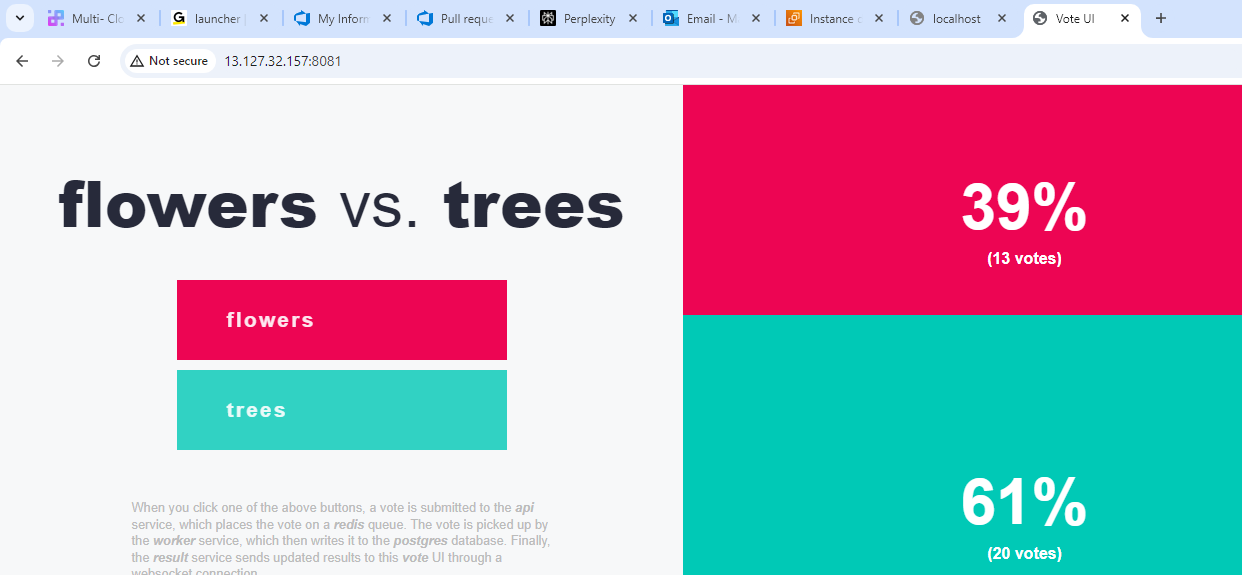 Multi- Clo
launcher
My Inform
Pull reque
Perplexity
Email - M
Instance
localhost
Vote UI
Not secure
13.127.32.157:8081
flowers vs. trees
flowers
trees
When you click one of the above buttons, a vote is submitted to the api
service, which places the vote on a redis queue. The vote is picked up by
the worker service, which then writes it to the postgres database. Finally,
the result service sends updated results to this vote UI through a
websocket connection
39%
(13 votes)
61%
(20 votes)